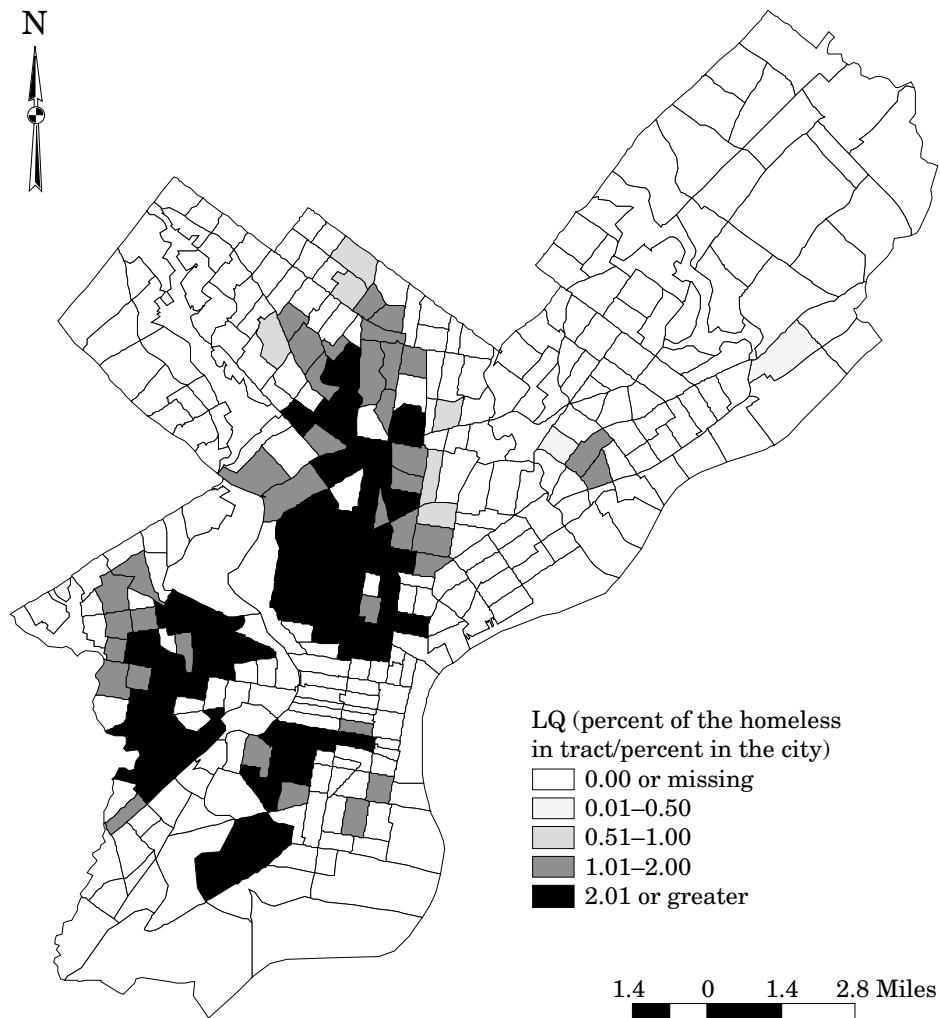 N
LQ (percent of the homeless
in tract/percent in the city)
0.00 or missing
0.01–0.50
0.51–1.00
1.01–2.00
2.01 or greater
1.4 0 1.4 2.8 Miles